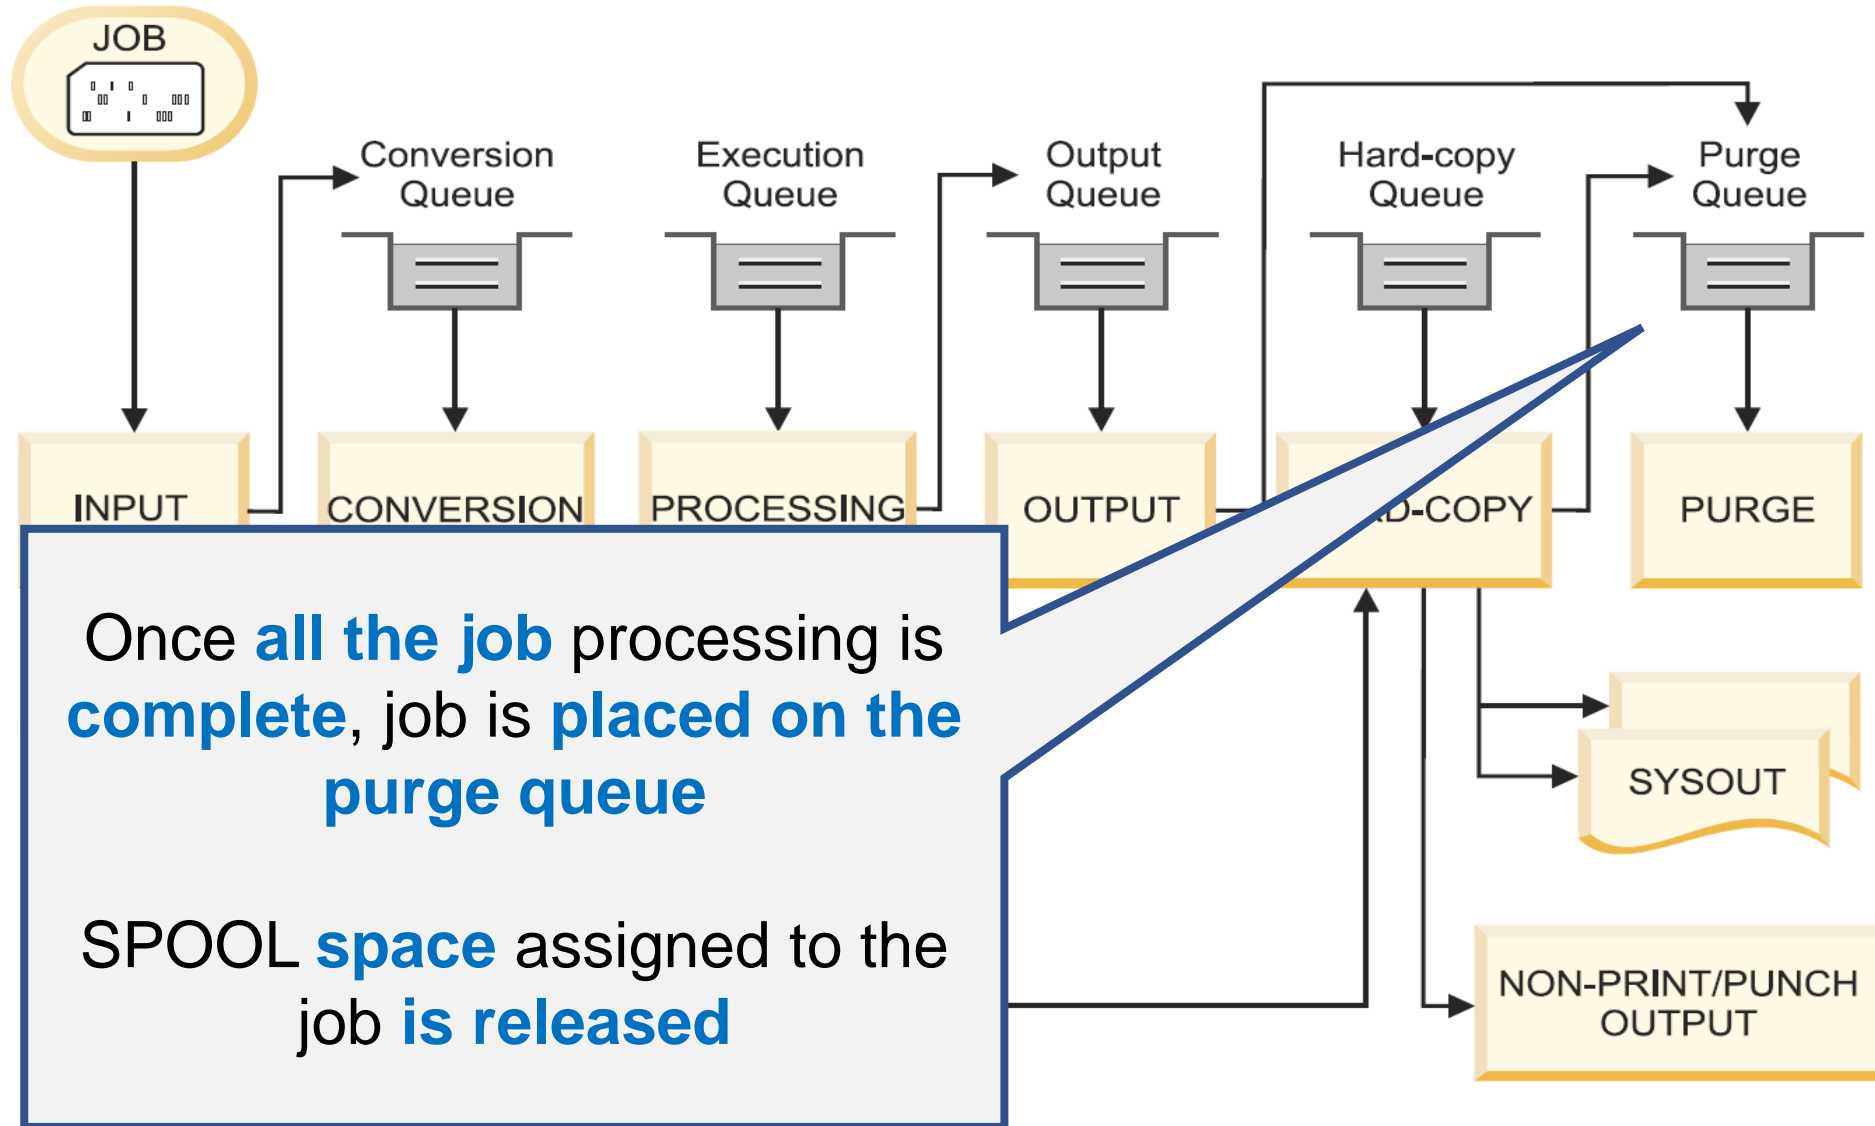 JOB
Conversion
Queue
Execution
Queue
Output
Queue
Hard-copy
Queue
Purge
Queue
INPUT
CONVERSION
PROCESSING
OUTPUT
D-COPY
PURGE
Once all the job processing is
complete, job is placed on the
purge queue
SPOOL space assigned to the
job is released
SYSOUT
NON-PRINT/PUNCH
OUTPUT